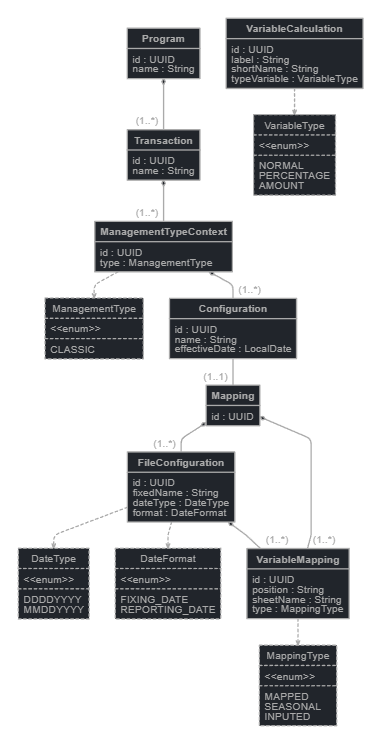 Program
id : UUID
name : String
VariableCalculation
id : UUID
label : String
shortName : String
typeVariable : VariableType
(1..*)
VariableType
<<enum>>
NORMAL
PERCENTAGE
AMOUNT
Transaction
id : UUID
name : String
(1..*)
ManagementTypeContext
id : UUID
type : ManagementType
(1..*)
ManagementType
<<enum>>
CLASSIC
Configuration
id : UUID
name : String
effectiveDate : LocalDate
(1..1)
Mapping
id : UUID
(1..*)
FileConfiguration
id : UUID
fixedName : String
dateType : DateType
format : DateFormat
(1..*)
(1..*)
DateType
<<enum>>
DDDDYYYY
MMDDYYYY
DateFormat
<<enum>>
FIXING_DATE
REPORTING_DATE
VariableMapping
id : UUID
position : String
sheetName : String
type : MappingType
MappingType
<<enum>>
MAPPED
SEASONAL
INPUTED